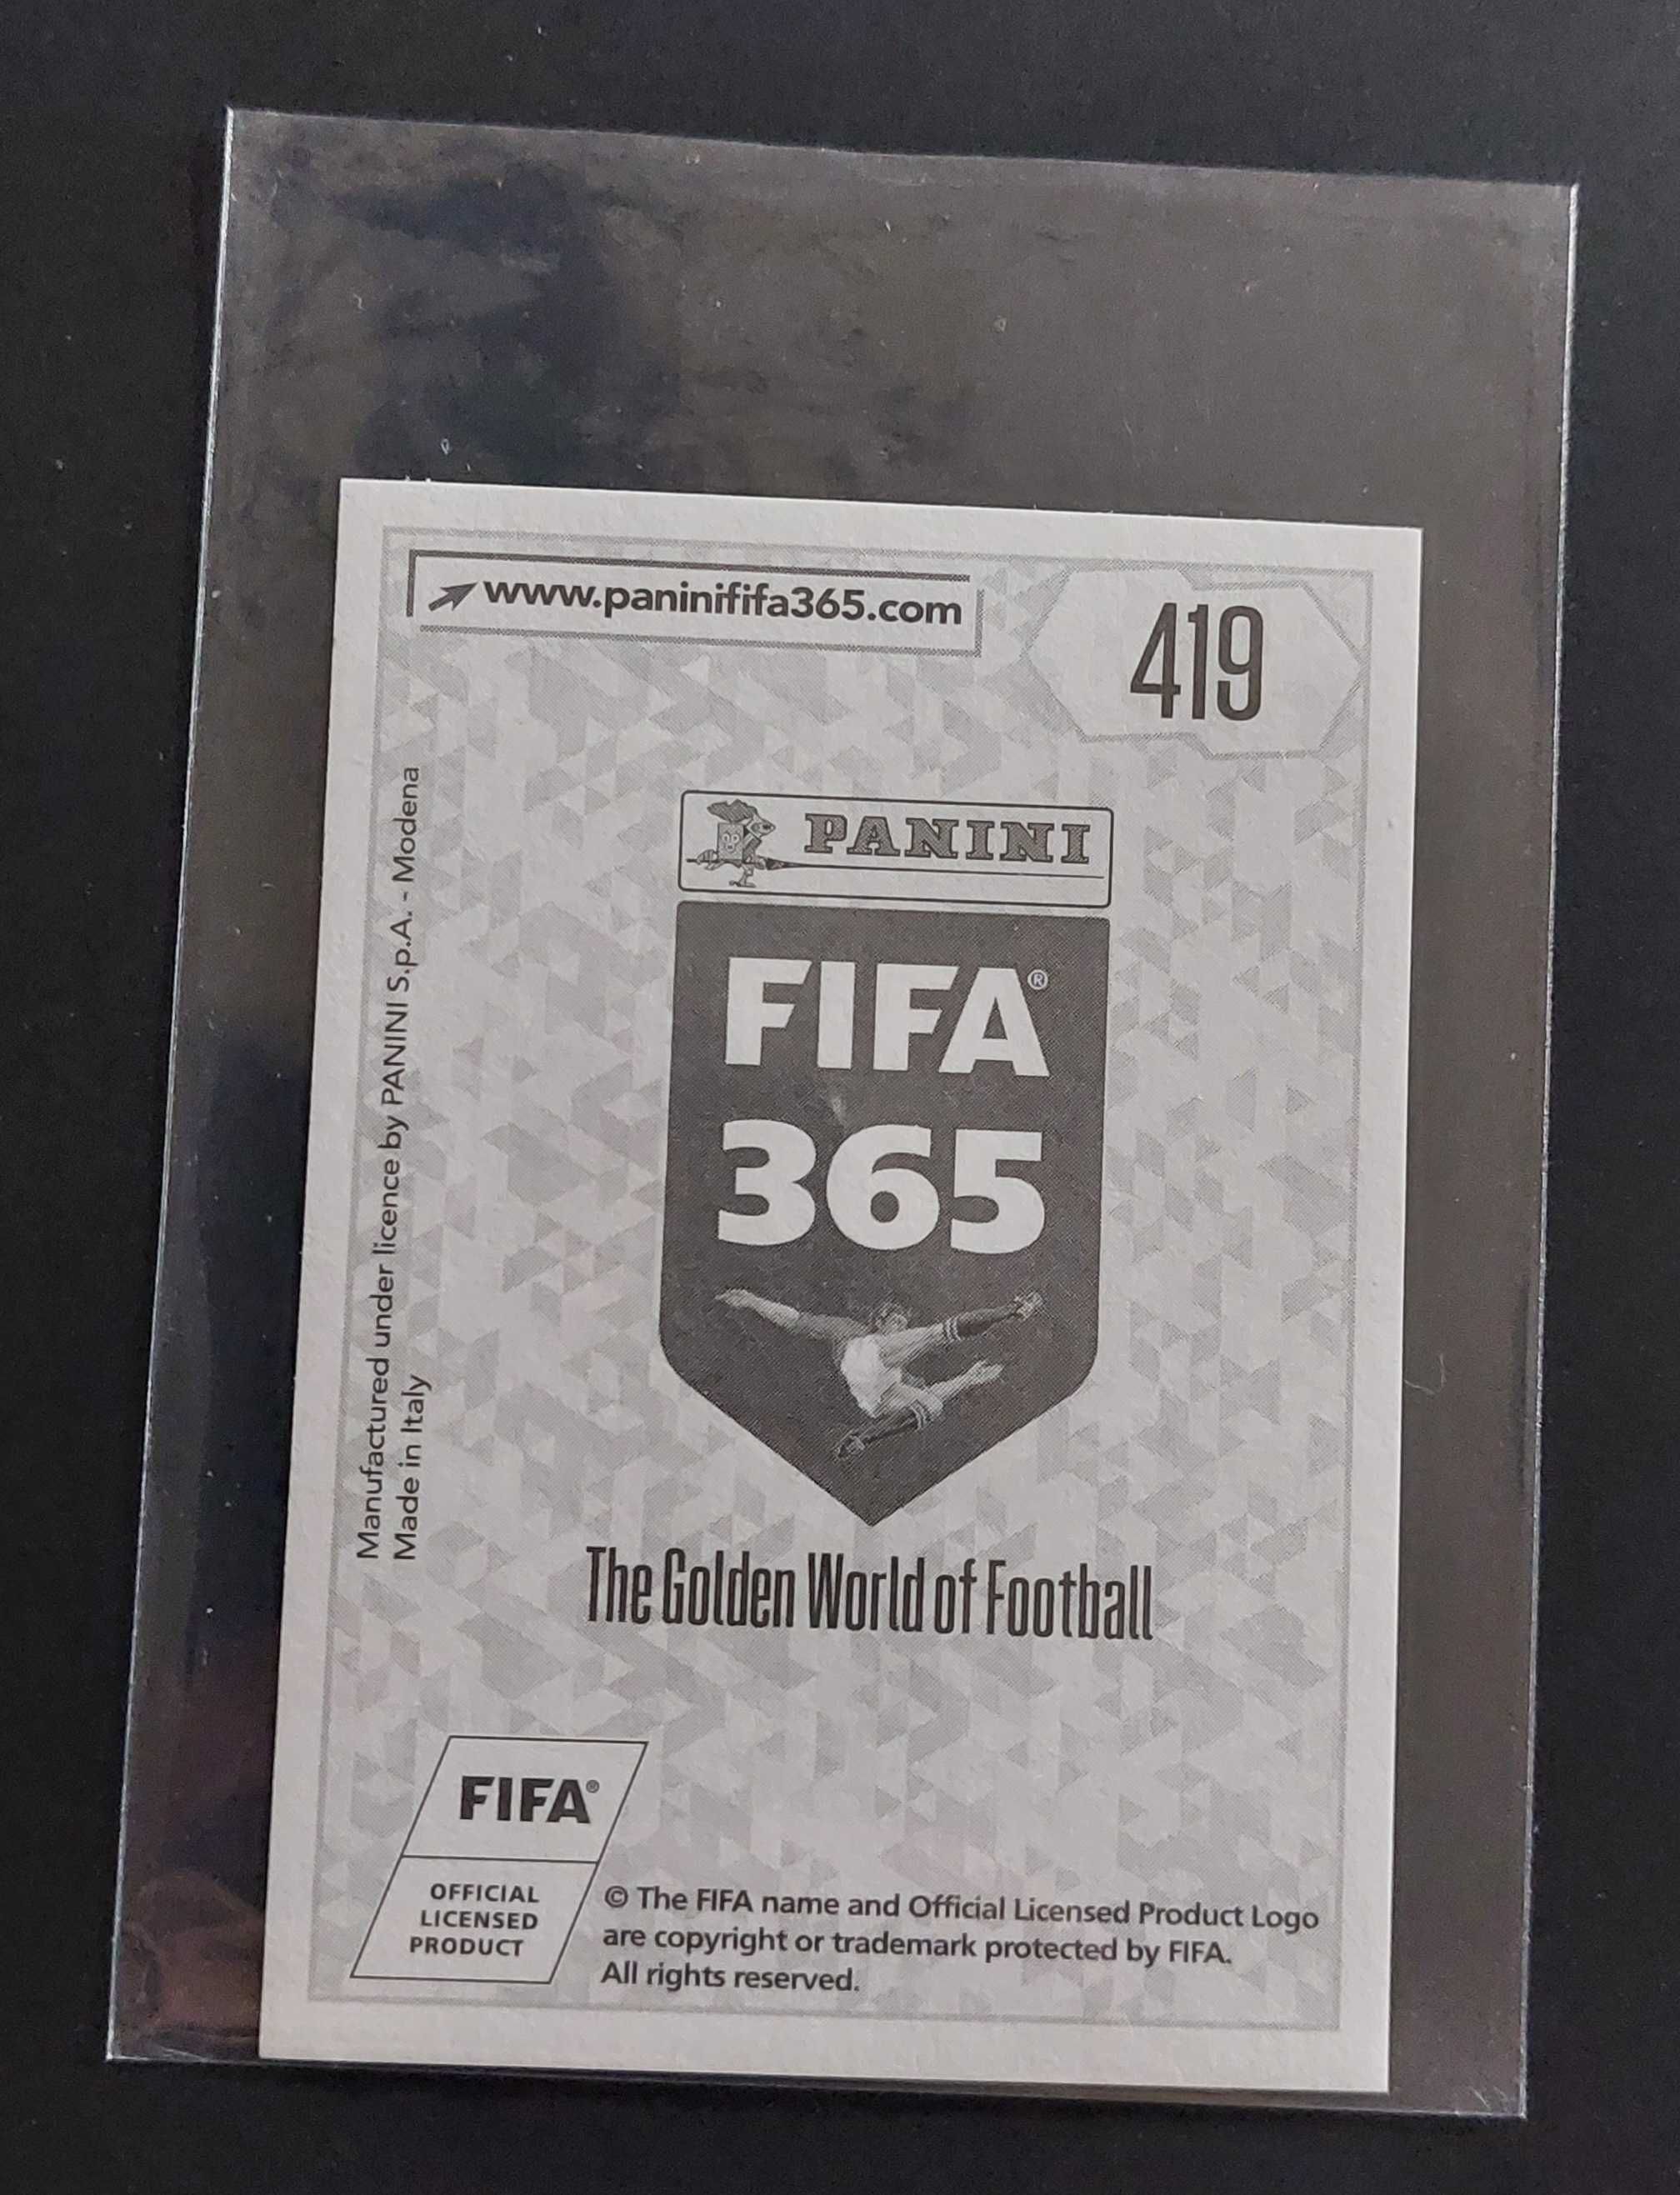 www.paninififa365.com
419
PANINI
FIFA®
365
The Golden World of Football
Manufactured under licence by PANINI S.p.A. - Modena
Made in Italy
FIFA®
OFFICIAL
LICENSED
PRODUCT
© The FIFA name and Official Licensed Product Logo
are copyright or trademark protected by FIFA.
All rights reserved.